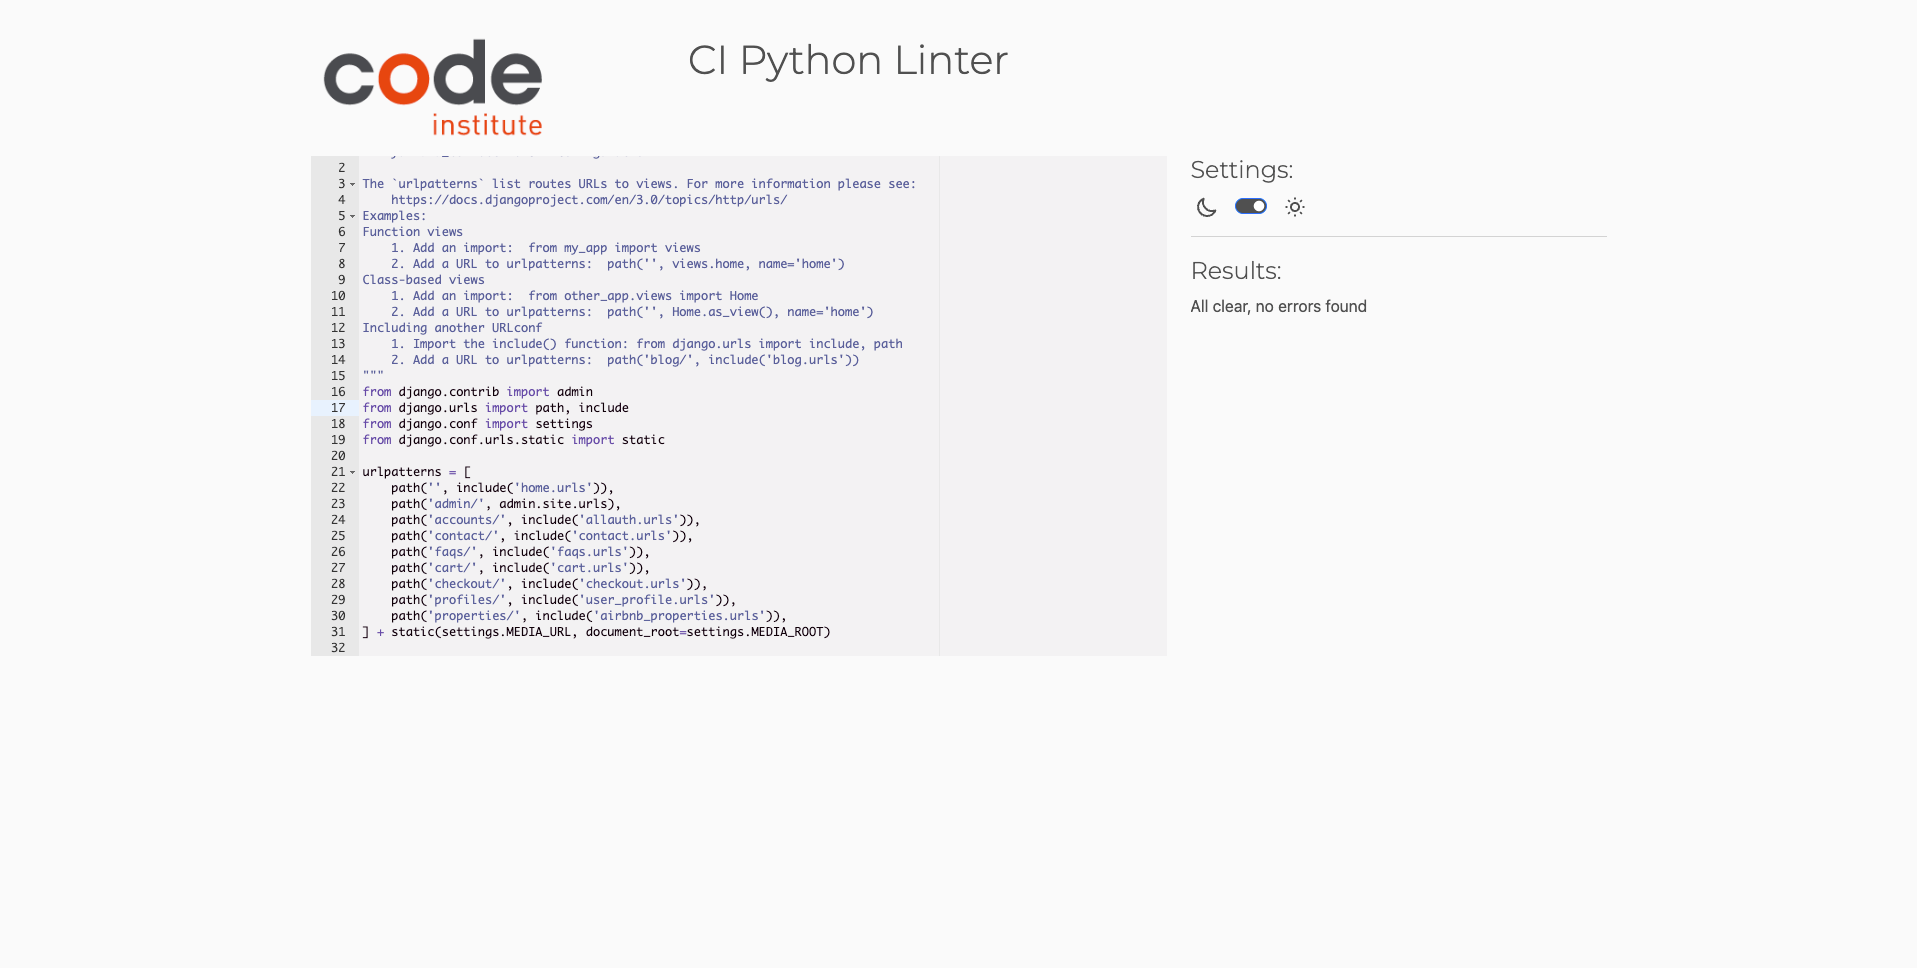 code
institute
CI Python Linter
2
3 The `urlpatterns` list routes URLs to views. For more information please see:
4     https://docs.djangoproject.com/en/3.0/topics/http/urls/
5 Examples:
6 Function views
7     1. Add an import:  from my_app import views
8     2. Add a URL to urlpatterns:  path('', views.home, name='home')
9 Class-based views
10     1. Add an import:  from other_app.views import Home
11     2. Add a URL to urlpatterns:  path('', Home.as_view(), name='home')
12 Including another URLconf
13     1. Import the include() function: from django.urls import include, path
14     2. Add a URL to urlpatterns:  path('blog/', include('blog.urls'))
15 """
16 from django.contrib import admin
17 from django.urls import path, include
18 from django.conf import settings
19 from django.conf.urls.static import static
20
21 urlpatterns = [
22     path('', include('home.urls')),
23     path('admin/', admin.site.urls),
24     path('accounts/', include('allauth.urls')),
25     path('contact/', include('contact.urls')),
26     path('faqs/', include('faqs.urls')),
27     path('cart/', include('cart.urls')),
28     path('checkout/', include('checkout.urls')),
29     path('profiles/', include('user_profile.urls')),
30     path('properties/', include('airbnb_properties.urls')),
31 ] + static(settings.MEDIA_URL, document_root=settings.MEDIA_ROOT)
32
Settings:
Results:
All clear, no errors found